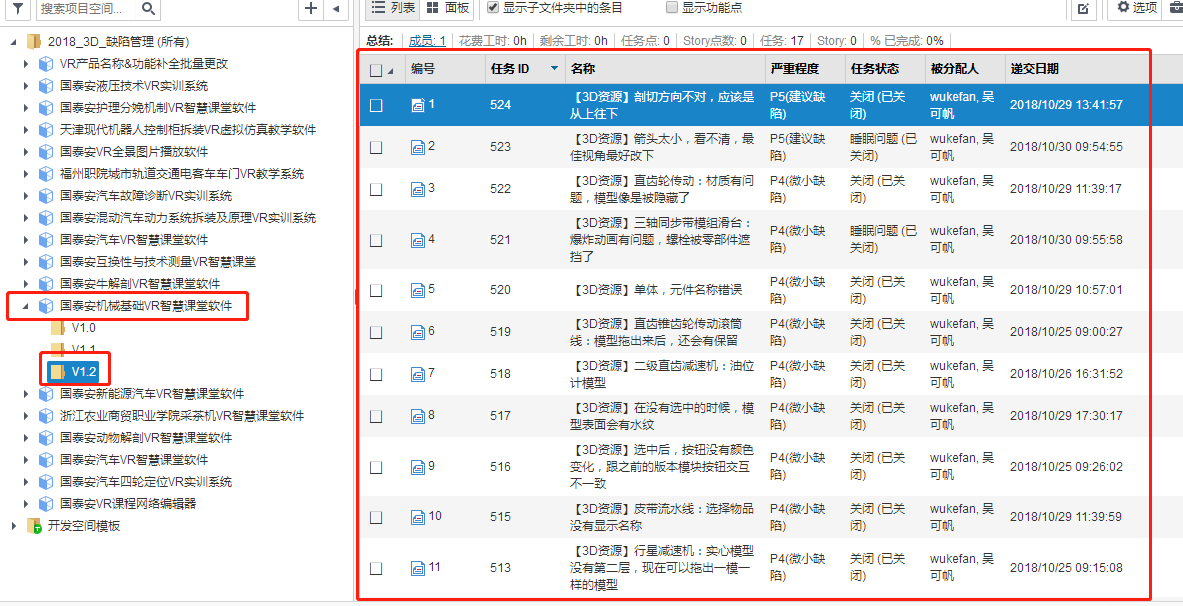 搜索项目空间...
列表 面板 显示子文件夹中的条目 显示功能点 选项
总结: 成员: 1 花费工时: 0h 剩余工时: 0h 任务点: 0 Story点数: 0 任务: 17 Story: 0 % 已完成: 0%
2018_3D_缺陷管理 (所有)
VR产品名称&功能补全批量更改
国泰安液压技术VR实训系统
国泰安护理分娩机制VR智慧课堂软件
天津现代机器人控制柜拆装VR虚拟仿真教学软件
国泰安VR全景图片播放软件
福州职院城市轨道交通电客车车门VR教学系统
国泰安汽车故障诊断VR实训系统
国泰安混动汽车动力系统拆装及原理VR实训系统
国泰安汽车VR智慧课堂软件
国泰安互换性与技术测量VR智慧课堂
国泰安牛解剖VR智慧课堂软件
国泰安机械基础VR智慧课堂软件
V1.0
V1.1
V1.2
国泰安新能源汽车VR智慧课堂软件
浙江农业商贸职业学院采茶机VR智慧课堂软件
国泰安动物解剖VR智慧课堂软件
国泰安汽车VR智慧课堂软件
国泰安汽车四轮定位VR实训系统
国泰安VR课程网络编辑器
开发空间模板
编号 任务 ID 名称 严重程度 任务状态 被分配人 递交日期
1 524 【3D资源】剖切方向不对，应该是 P5(建议缺 关闭 (已关 wukefan, 吴 2018/10/29 13:41:57
从上往下 陷) 闭) 可帆
2 523 【3D资源】箭头太小，看不清，最 P5(建议缺 睡眠问题 (已 wukefan, 吴 2018/10/30 09:54:55
佳视角最好改下 陷) 关闭) 可帆
3 522 【3D资源】直齿轮传动：材质有问 P4(微小缺 关闭 (已关 wukefan, 吴 2018/10/29 11:39:17
题，模型像是被隐藏了 陷) 闭) 可帆
4 521 【3D资源】三轴同步带模组滑台： P4(微小缺 睡眠问题 (已 wukefan, 吴 2018/10/30 09:55:58
爆炸动画有问题，螺栓被零部件遮 陷) 关闭) 可帆
挡了
5 520 【3D资源】单体，元件名称错误 P4(微小缺 关闭 (已关 wukefan, 吴 2018/10/29 10:57:01
陷) 闭) 可帆
6 519 【3D资源】直齿锥齿轮传动滚筒 P4(微小缺 关闭 (已关 wukefan, 吴 2018/10/25 09:00:27
线：模型拖出来后，还会有保留 陷) 闭) 可帆
7 518 【3D资源】二级直齿减速机：油位 P4(微小缺 关闭 (已关 wukefan, 吴 2018/10/26 16:31:52
计模型 陷) 闭) 可帆
8 517 【3D资源】在没有选中的时候，模 P4(微小缺 关闭 (已关 wukefan, 吴 2018/10/29 17:30:17
型表面会有水纹 陷) 闭) 可帆
9 516 【3D资源】选中后，按钮没有颜色 P4(微小缺 关闭 (已关 wukefan, 吴 2018/10/25 09:26:02
变化，跟之前的版本模块按钮交互 陷) 闭) 可帆
不一致
10 515 【3D资源】皮带流水线：选择物品 P4(微小缺 关闭 (已关 wukefan, 吴 2018/10/29 11:39:59
没有显示名称 陷) 闭) 可帆
11 513 【3D资源】行星减速机：实心模型 P4(微小缺 关闭 (已关 wukefan, 吴 2018/10/25 09:15:08
没有第二层，现在可以拖出一模一 陷) 闭) 可帆
样的模型